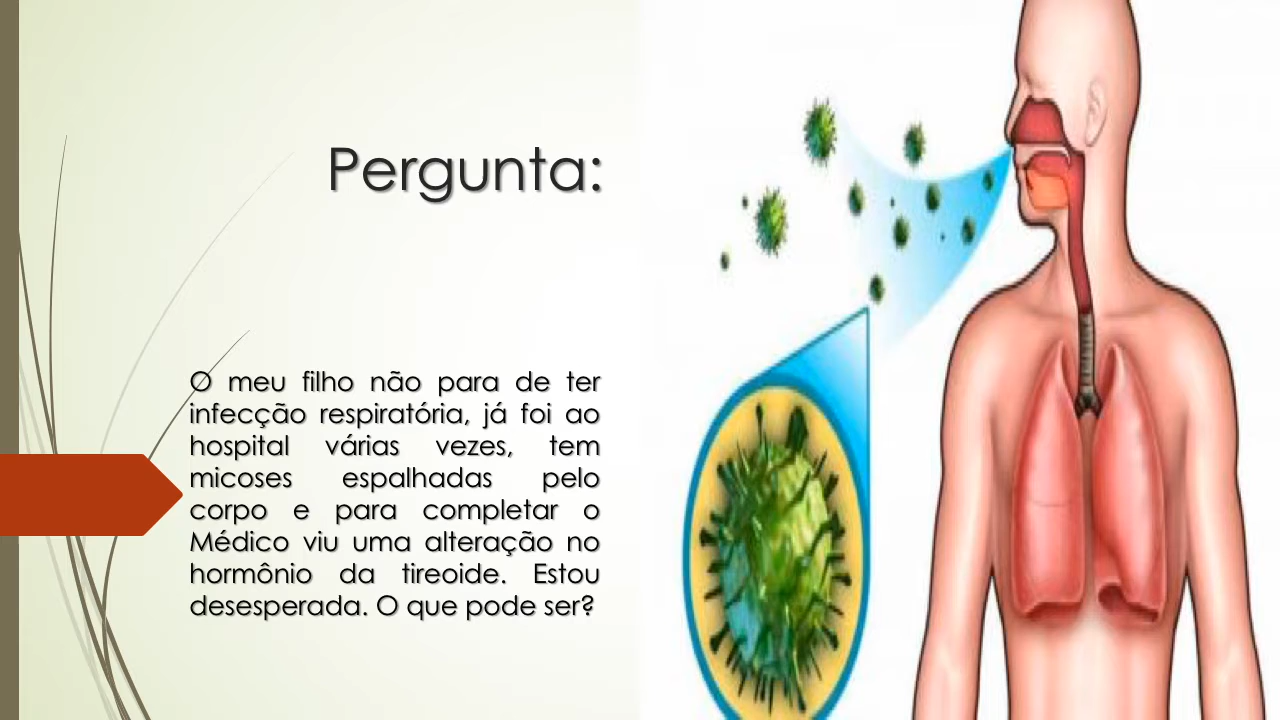 Pergunta:
O meu filho não para de ter
infecção respiratória, já foi ao
hospital várias vezes, tem
micoses espalhadas pelo
corpo e para completar o
Médico viu uma alteração no
hormônio da tireoide. Estou
desesperada. O que pode ser?